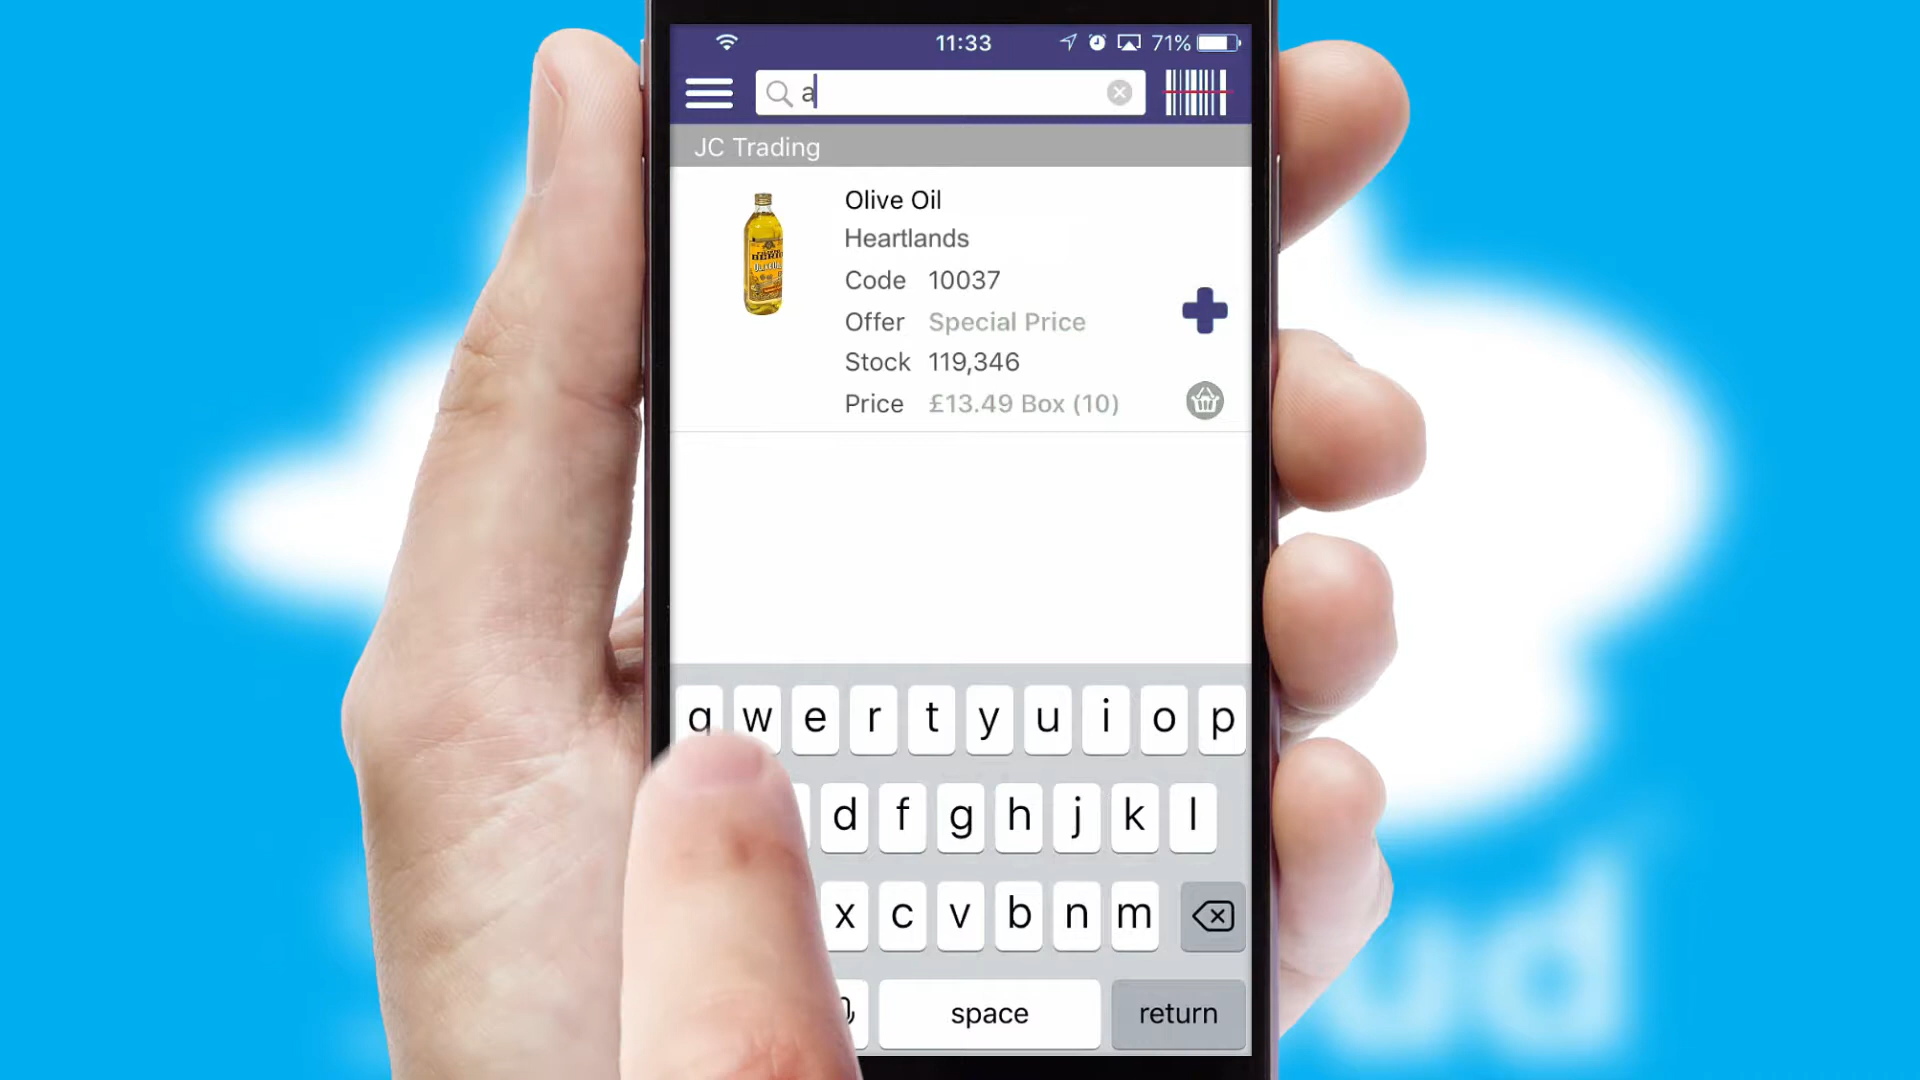 11:33
71%
a
JC Trading
Olive Oil
Heartlands
Code 10037
Offer Special Price
Stock 119,346
Price £13.49 Box (10)
q w e r t y u i o p
d f g h j k l
x c v b n m
space return
ud